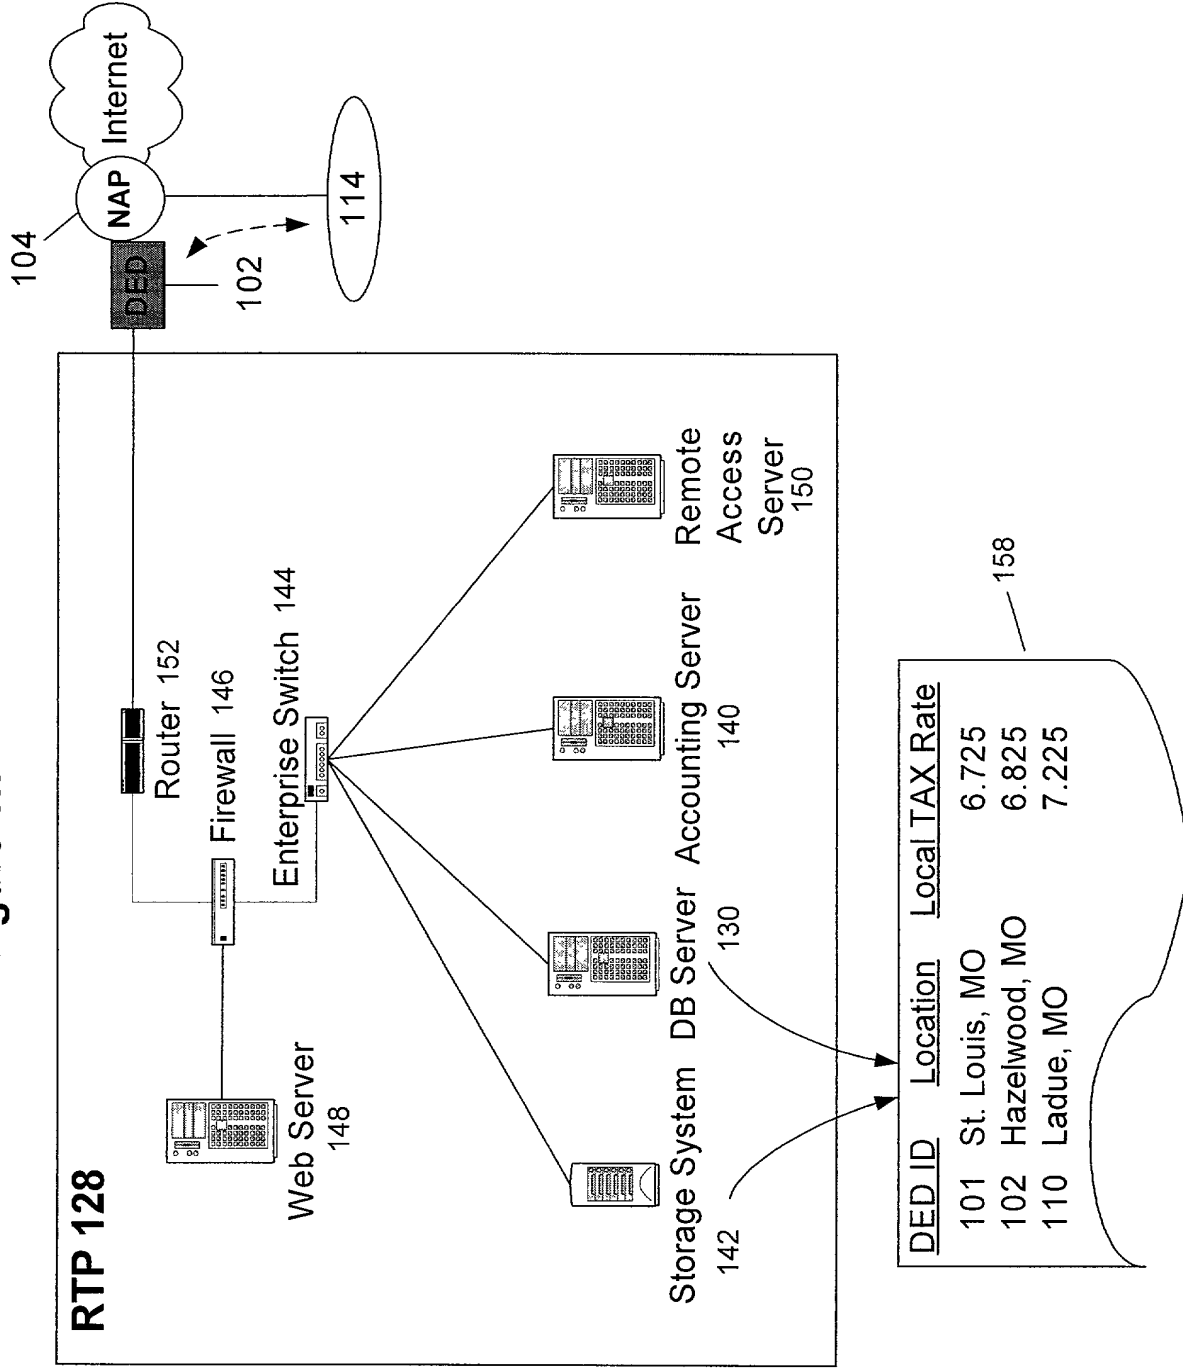 RTP 128
Web Server
148
Router 152
Firewall 146
Enterprise Switch 144
Storage System
142
DB Server
130
Accounting Server
140
Remote
Access
Server
150
104
NAP
Internet
DED
102
114
158
DED ID Location Local TAX Rate
101 St. Louis, MO 6.725
102 Hazelwood, MO 6.825
110 Ladue, MO 7.225